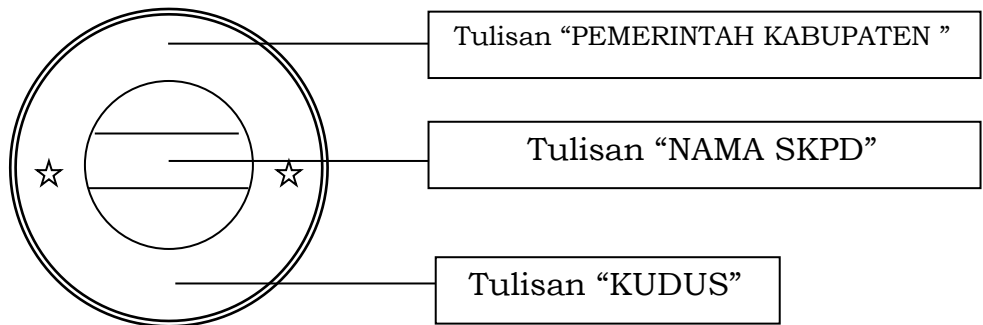 Tulisan “PEMERINTAH KABUPATEN ”
Tulisan “NAMA SKPD”
Tulisan “KUDUS”